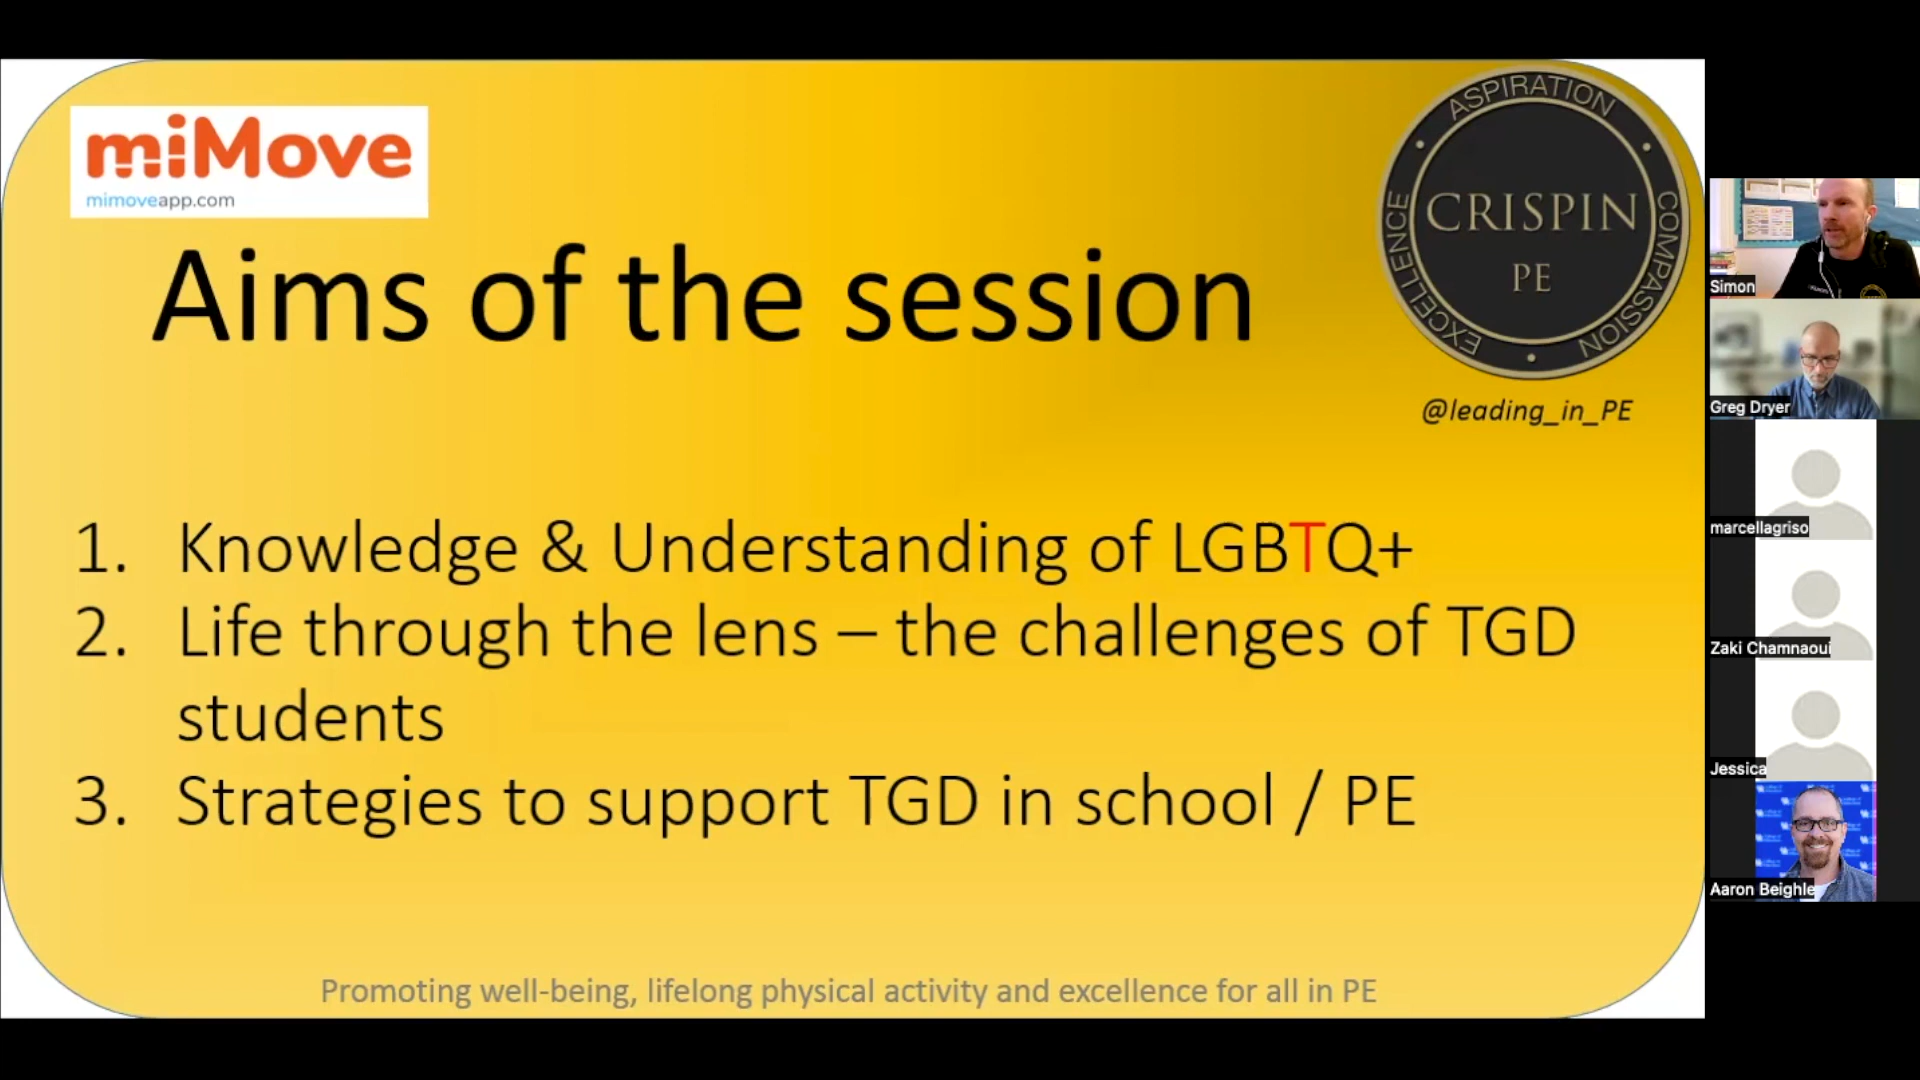 miMove
mimoveapp.com
ASPIRATION
COMPASSION
EXCELLENCE
CRISPIN
PE
@leading_in_PE
Aims of the session
1. Knowledge & Understanding of LGBTQ+
2. Life through the lens – the challenges of TGD
students
3. Strategies to support TGD in school / PE
Promoting well-being, lifelong physical activity and excellence for all in PE
Simon
Greg Dryer
marcellagriso
Zaki Chamnaoui
Jessica
Aaron Beighle